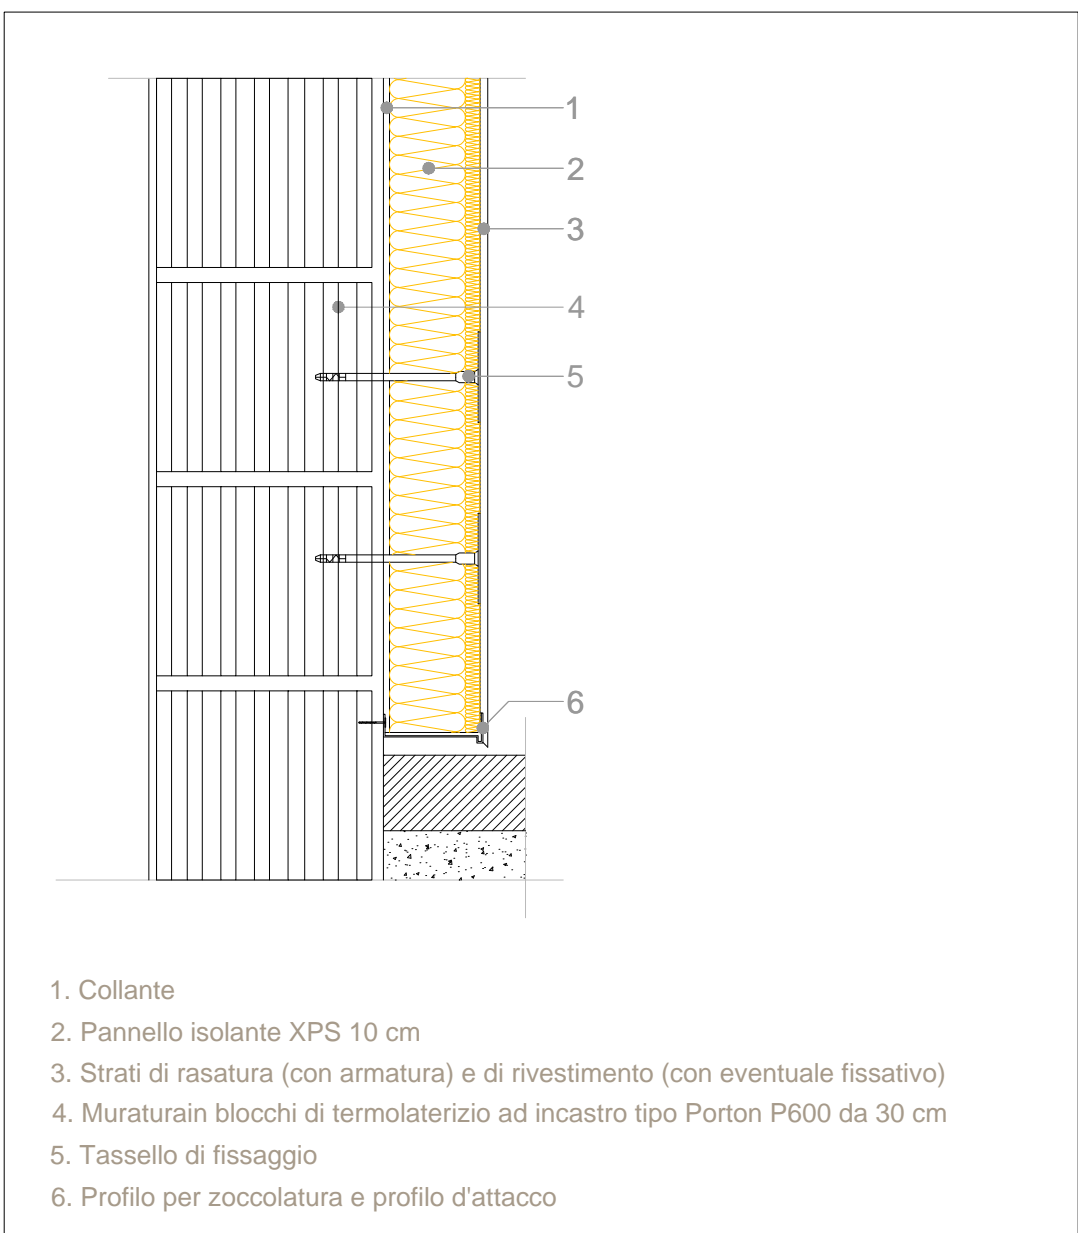 1
2
3
4
5
6
1. Collante
2. Pannello isolante XPS 10 cm
3. Strati di rasatura (con armatura) e di rivestimento (con eventuale fissativo)
4. Muraturain blocchi di termolaterizio ad incastro tipo Porton P600 da 30 cm
5. Tassello di fissaggio
6. Profilo per zoccolatura e profilo d'attacco